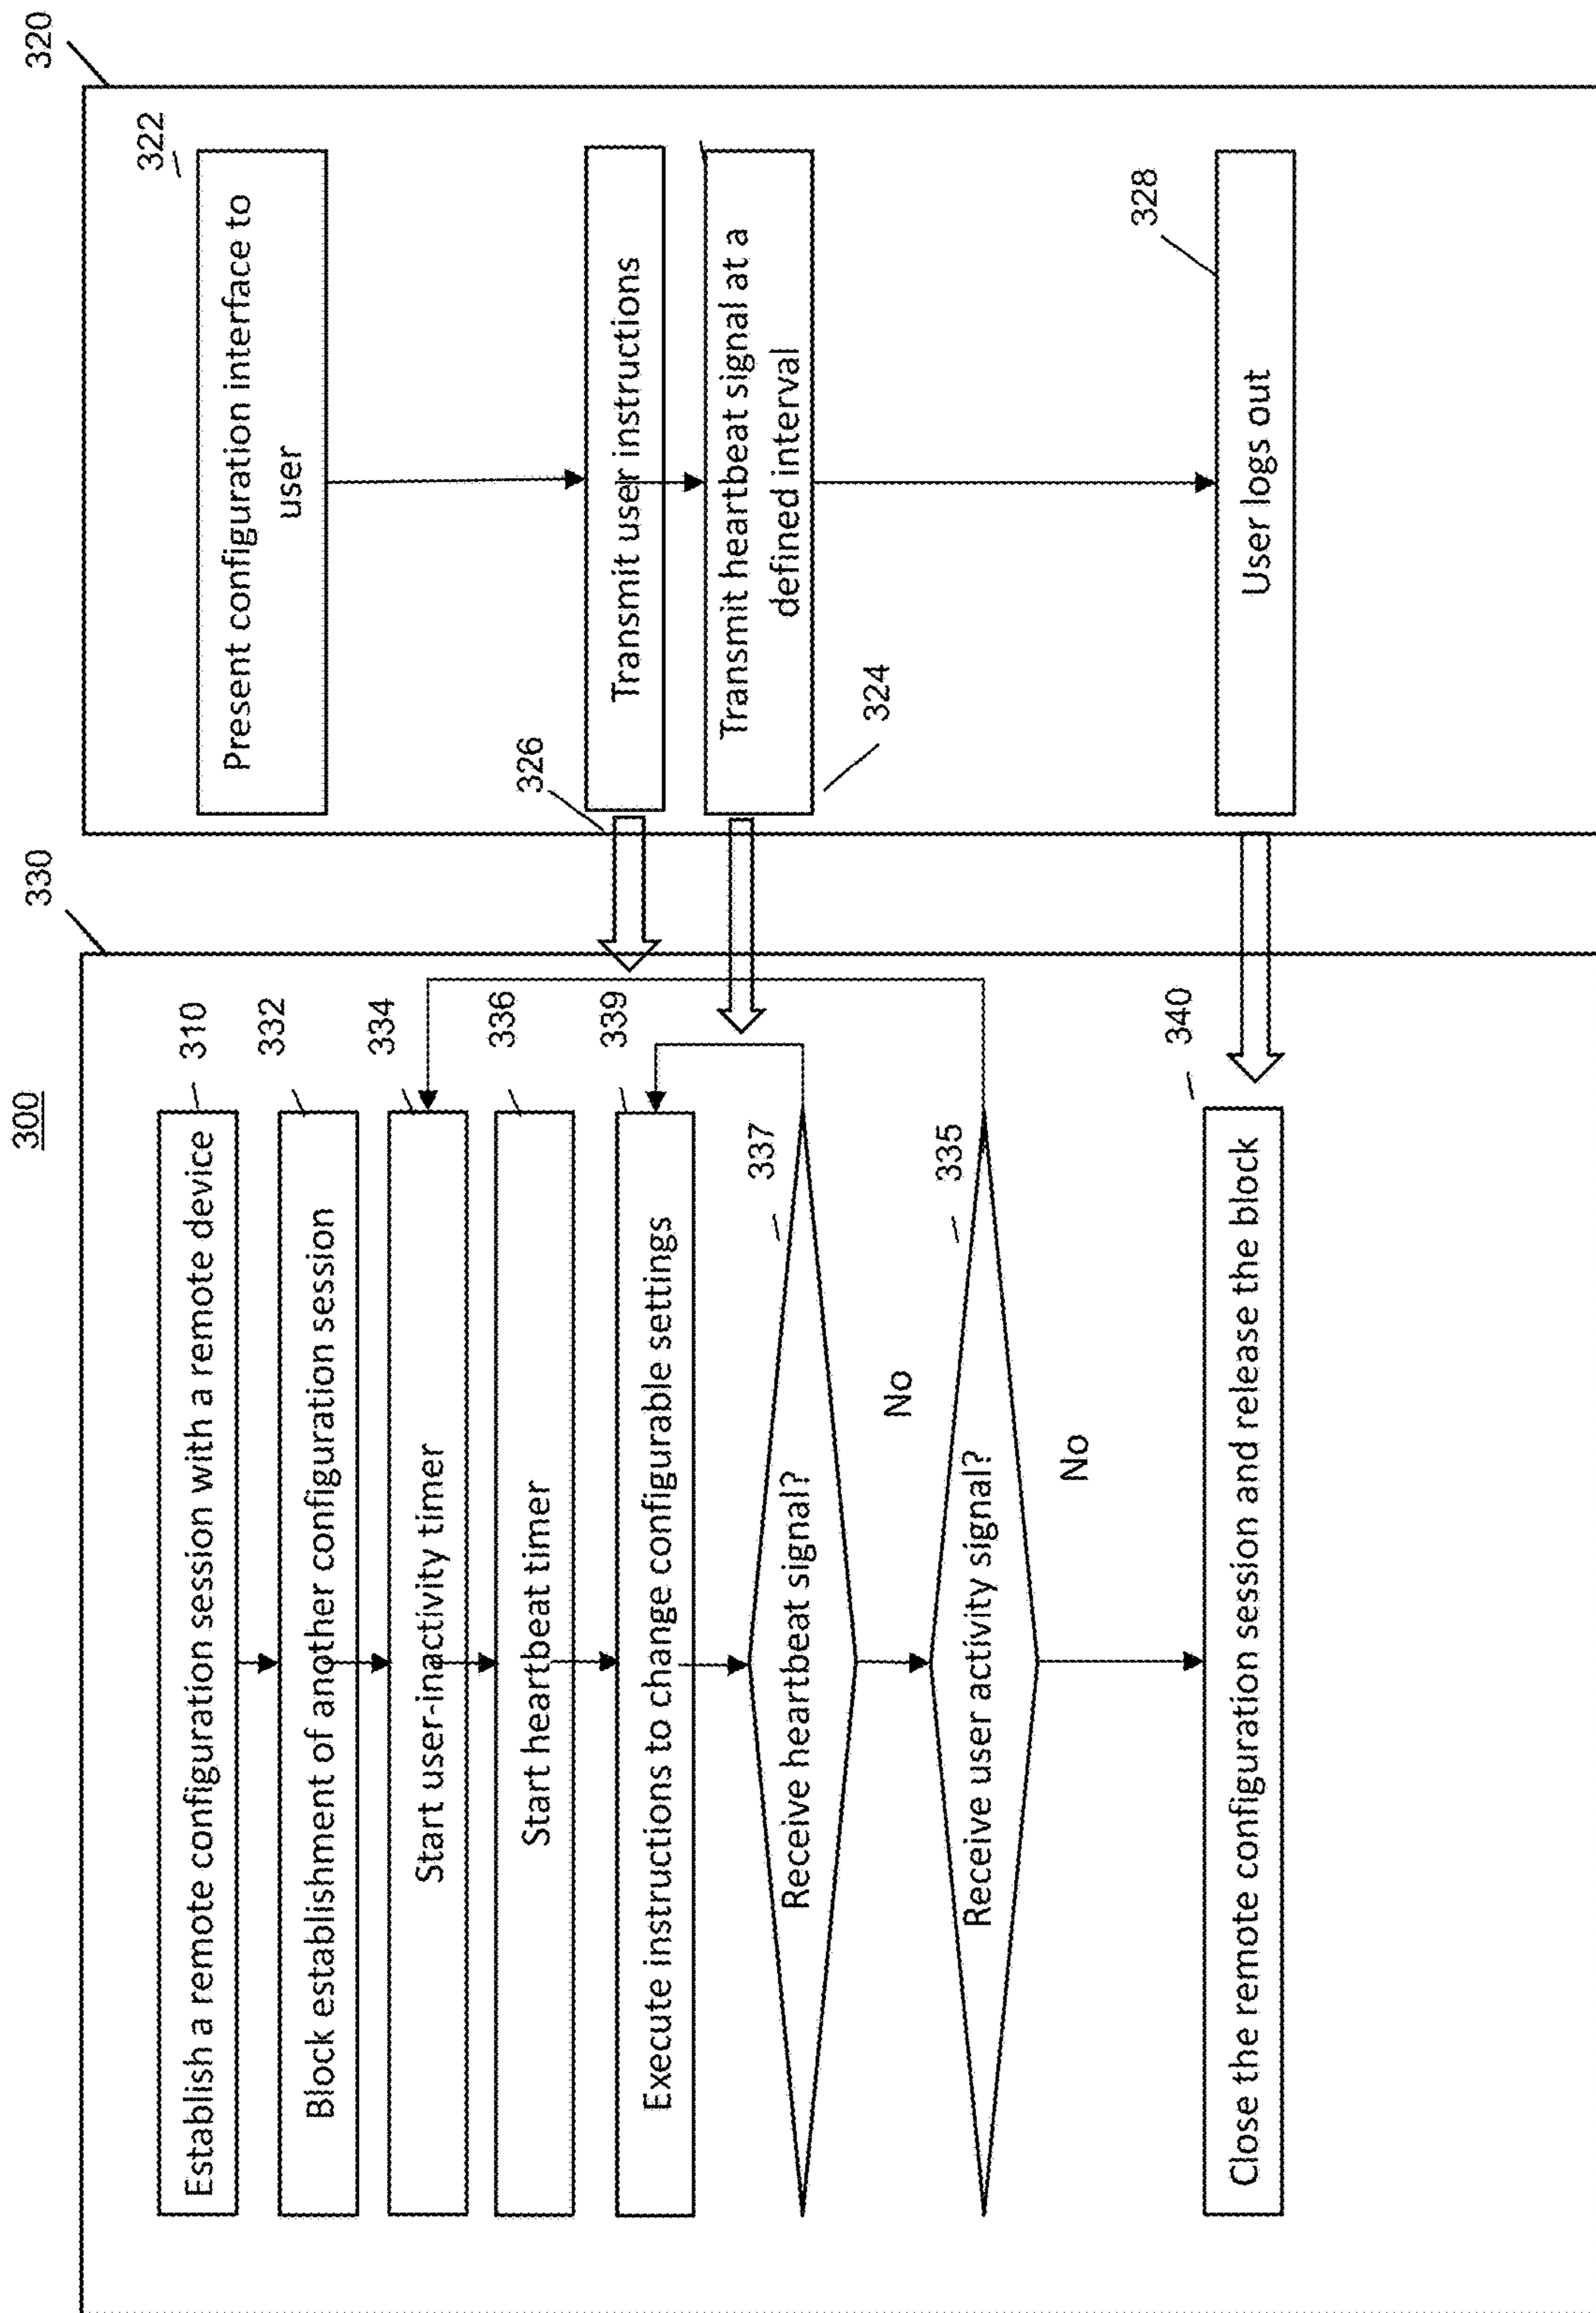 300
330
320
310
Establish a remote configuration session with a remote device
332
Block establishment of another configuration session
334
Start user-inactivity timer
336
Start heartbeat timer
339
Execute instructions to change configurable settings
337
Receive heartbeat signal?
No
335
Receive user activity signal?
No
340
Close the remote configuration session and release the block
322
Present configuration interface to
user
326
Transmit user instructions
Transmit heartbeat signal at a
defined interval
324
328
User logs out